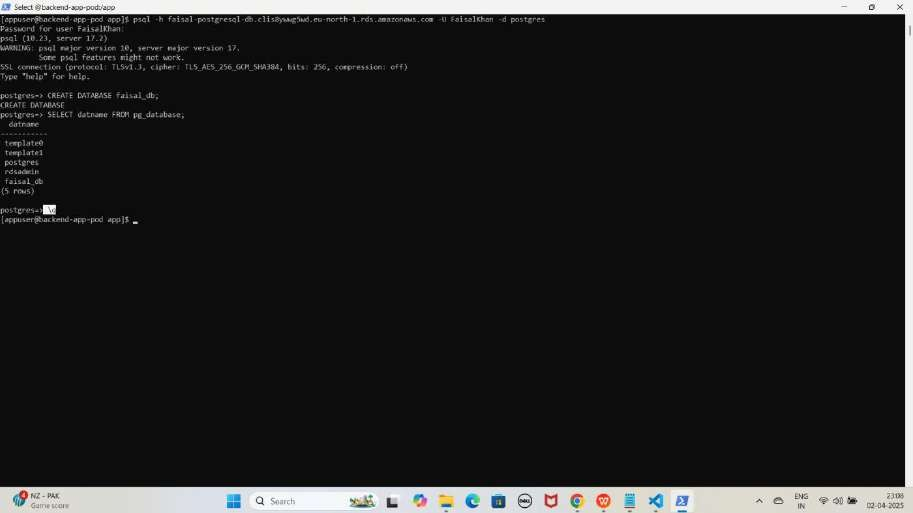 Select @backend-app-pod:/app
[appuser@backend-app-pod app]$ psql -h faisal-postgresql-db.clis8ywwg5wd.eu-north-1.rds.amazonaws.com -U FaisalKhan -d postgres
Password for user FaisalKhan:
psql (10.23, server 17.2)
WARNING: psql major version 10, server major version 17.
Some psql features might not work.
SSL connection (protocol: TLSv1.3, cipher: TLS_AES_256_GCM_SHA384, bits: 256, compression: off)
Type "help" for help.
postgres=> CREATE DATABASE faisal_db;
CREATE DATABASE
postgres=> SELECT datname FROM pg_database;
datname
-----------
template0
template1
postgres
rdsadmin
faisal_db
(5 rows)
postgres=> \q
[appuser@backend-app-pod app]$
4
NZ - PAK
Game score
Search
DELL
ENG
IN
23:08
02-04-2025